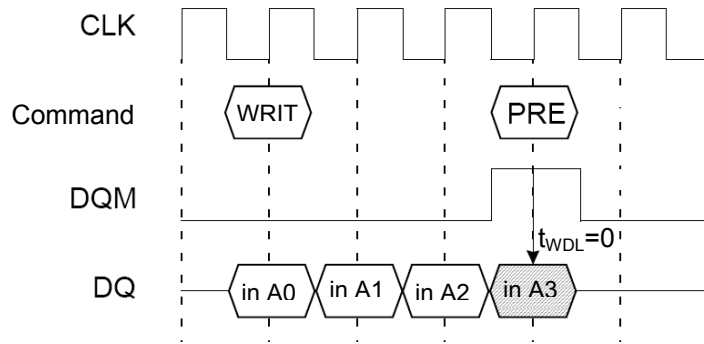 CLK
Command WRIT PRE
DQM
tWDL=0
DQ in A0 in A1 in A2 in A3